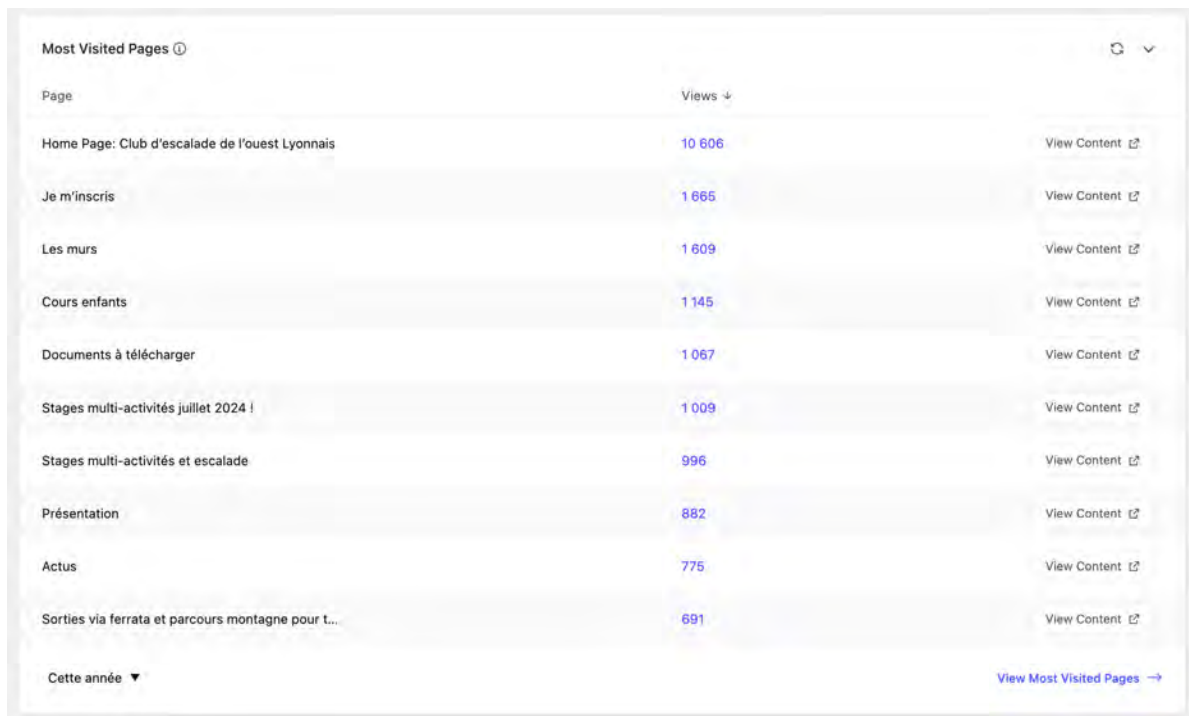 Most Visited Pages
Page Views ↓
Home Page: Club d'escalade de l'ouest Lyonnais 10 606 View Content
Je m'inscris 1 665 View Content
Les murs 1 609 View Content
Cours enfants 1 145 View Content
Documents à télécharger 1 067 View Content
Stages multi-activités juillet 2024 ! 1 009 View Content
Stages multi-activités et escalade 996 View Content
Présentation 882 View Content
Actus 775 View Content
Sorties via ferrata et parcours montagne pour t... 691 View Content
Cette année ▼ View Most Visited Pages →